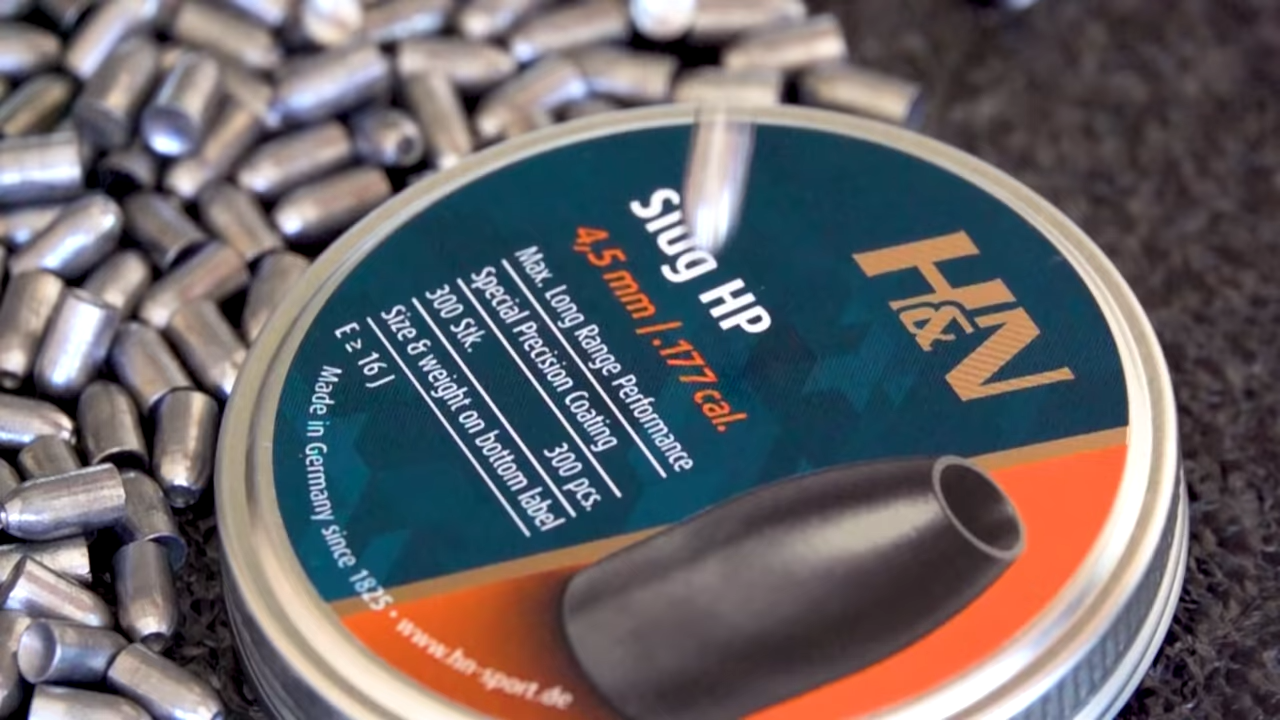 H&N
Slug HP
4,5 mm / .177 cal.
Max. Long Range Performance
Special Precision Coating
300 Stk. 300 pcs.
Size & weight on bottom label
E ≥ 16 J
Made in Germany since 1825 • www.hn-sport.de